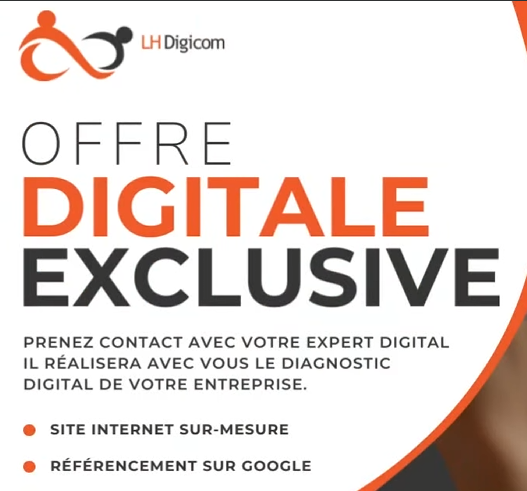 LH Digicom
OFFRE
DIGITALE
EXCLUSIVE
PRENEZ CONTACT AVEC VOTRE EXPERT DIGITAL
IL RÉALISERA AVEC VOUS LE DIAGNOSTIC
DIGITAL DE VOTRE ENTREPRISE.
SITE INTERNET SUR-MESURE
RÉFÉRENCEMENT SUR GOOGLE